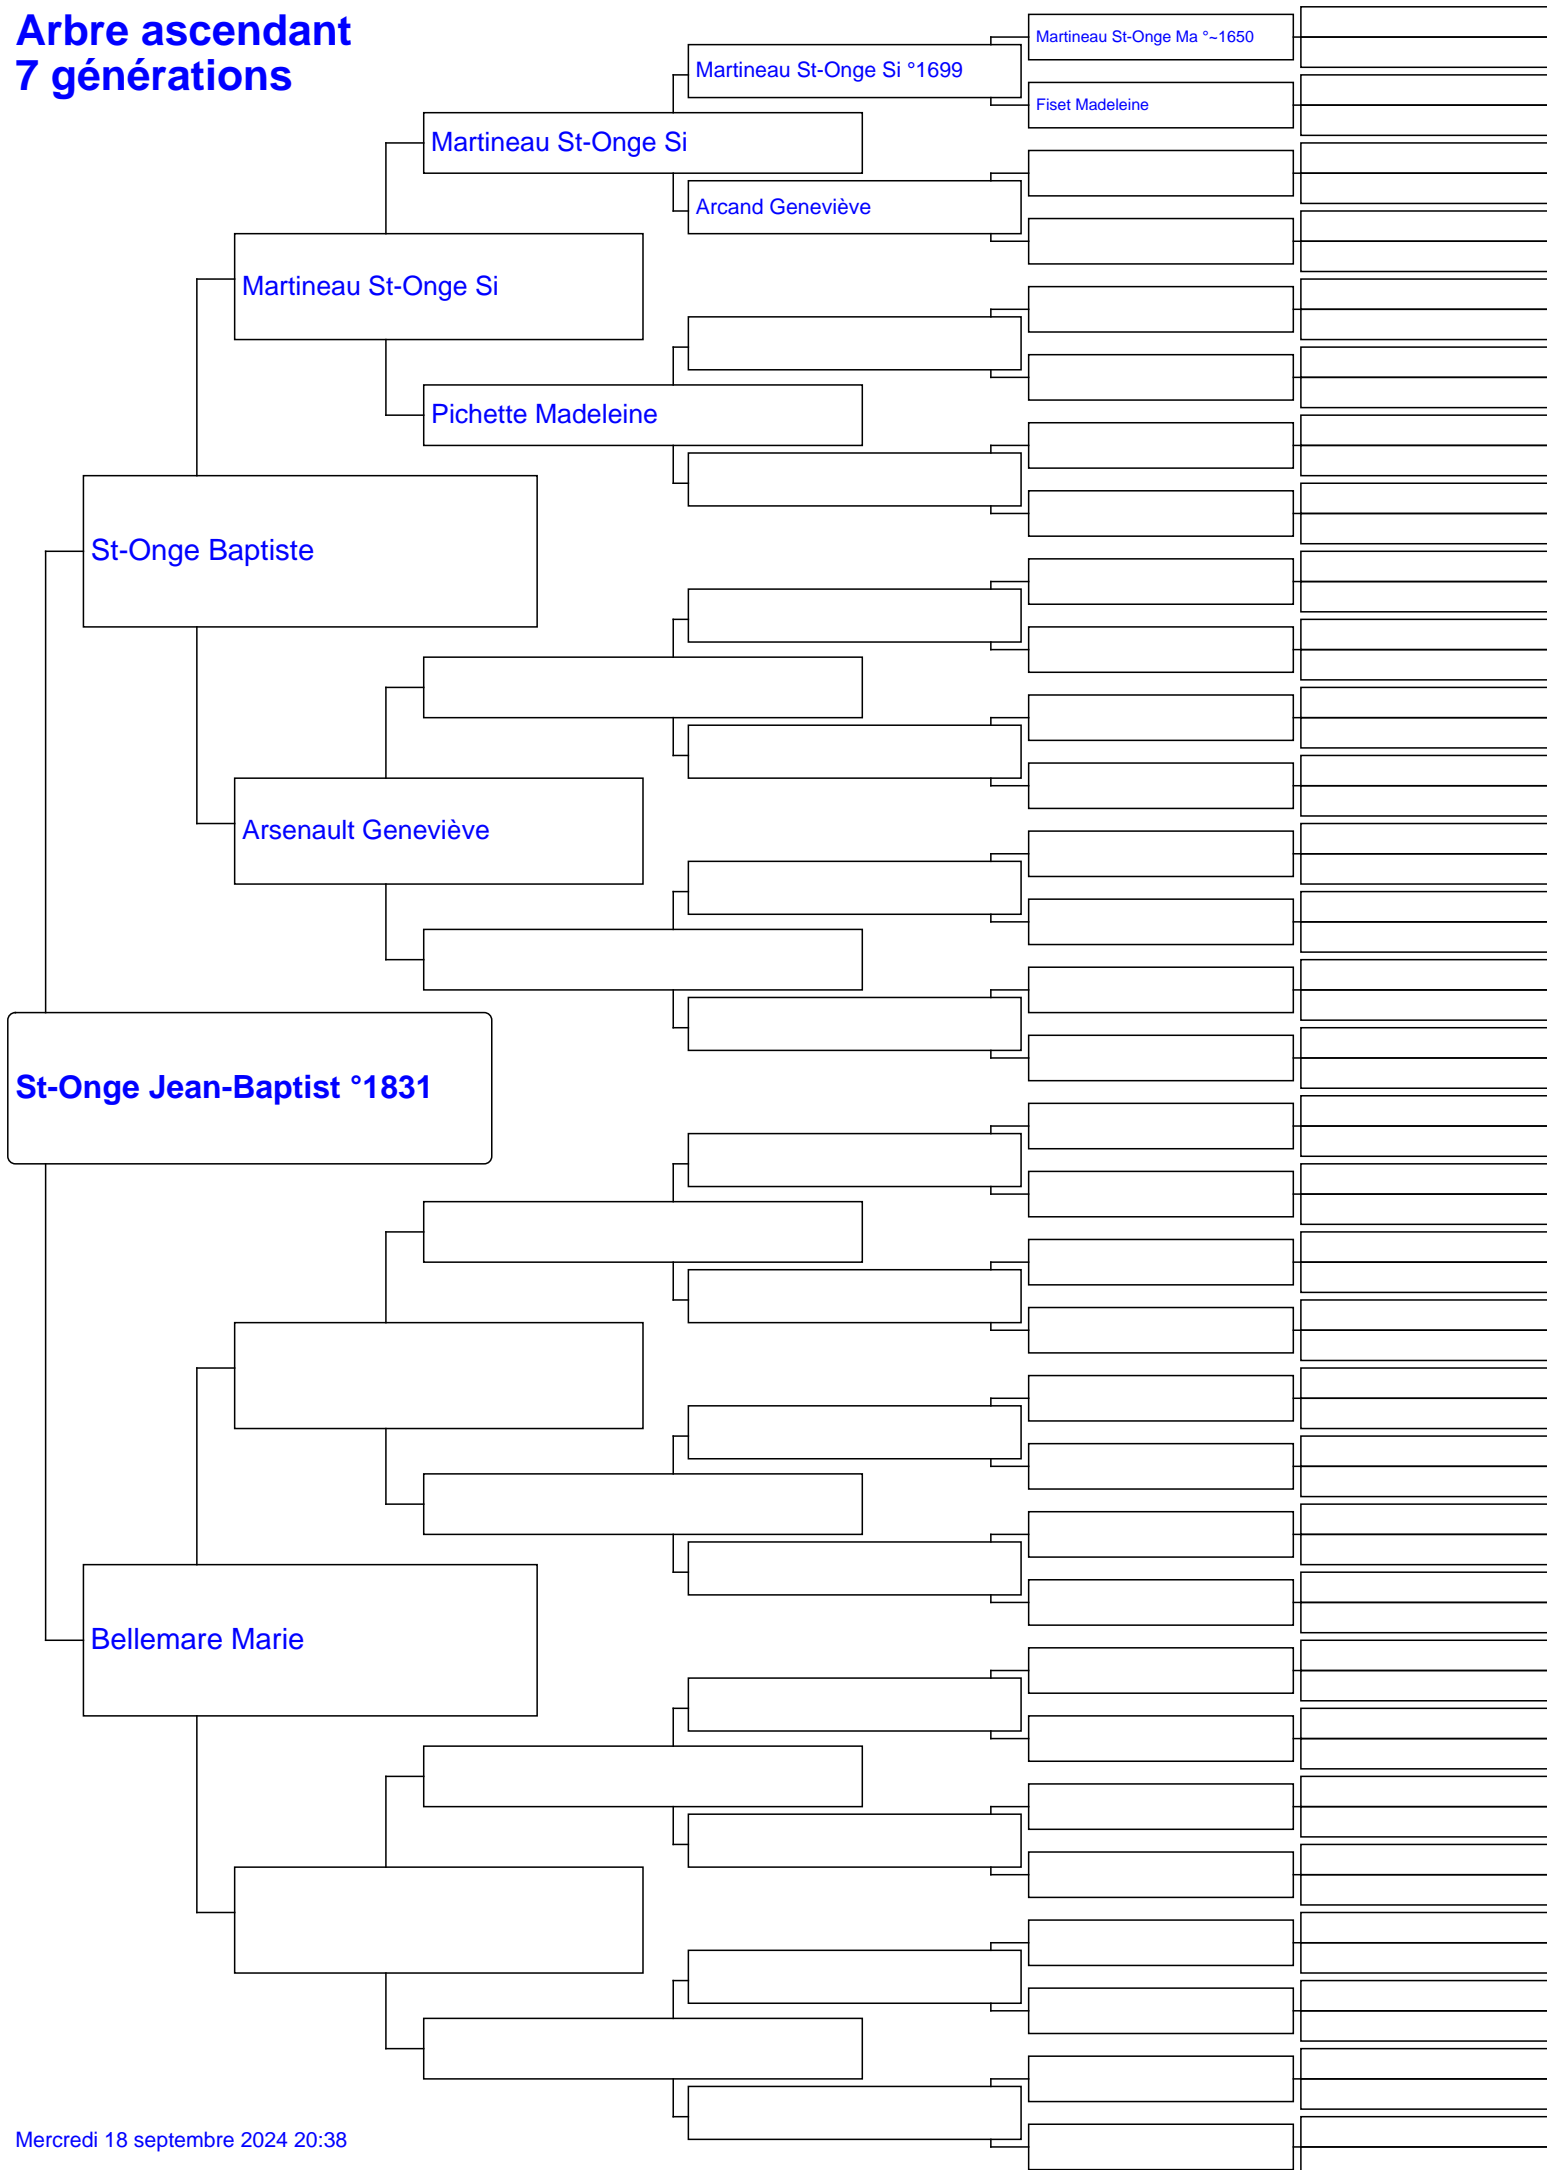 Arbre ascendant
7 générations
Martineau St-Onge Ma °~1650
Martineau St-Onge Si °1699
Fiset Madeleine
Martineau St-Onge Si
Arcand Geneviève
Martineau St-Onge Si
Pichette Madeleine
St-Onge Baptiste
Arsenault Geneviève
St-Onge Jean-Baptist °1831
Bellemare Marie
Mercredi 18 septembre 2024 20:38